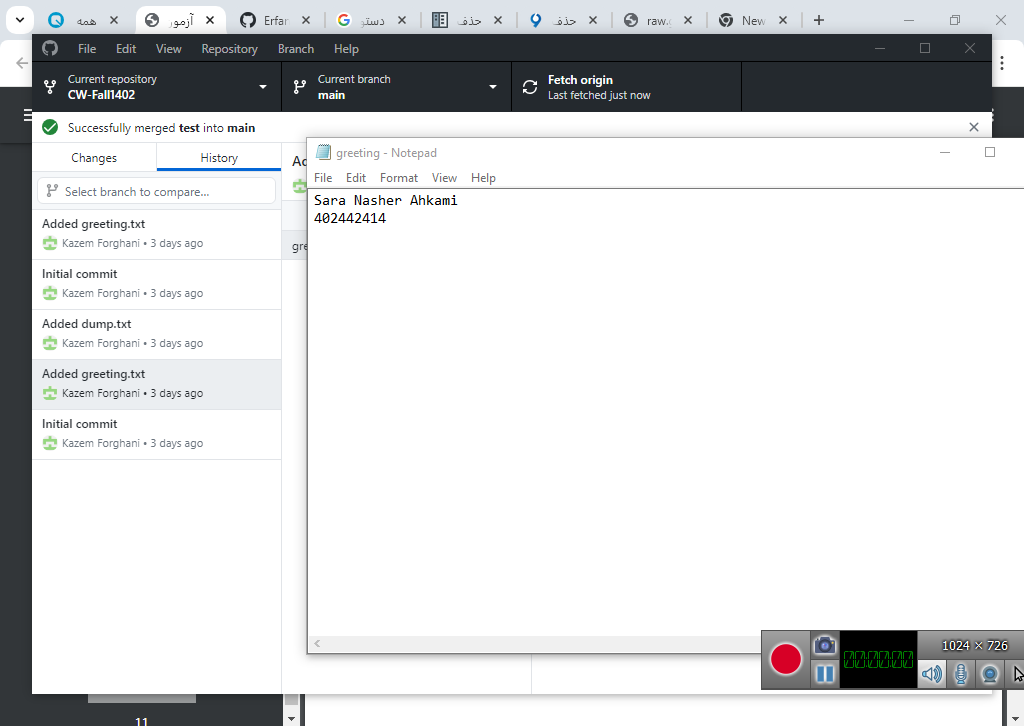 همه
آزمور
Erfan
دستو
حذف
حذف
raw.
New
File Edit View Repository Branch Help
Current repository
CW-Fall1402
Current branch
main
Fetch origin
Last fetched just now
Successfully merged test into main
Changes
History
Select branch to compare...
Added greeting.txt
Kazem Forghani • 3 days ago
Initial commit
Kazem Forghani • 3 days ago
Added dump.txt
Kazem Forghani • 3 days ago
Added greeting.txt
Kazem Forghani • 3 days ago
Initial commit
Kazem Forghani • 3 days ago
Ad
gre
greeting - Notepad
File Edit Format View Help
Sara Nasher Ahkami
402442414
1024 × 726
11